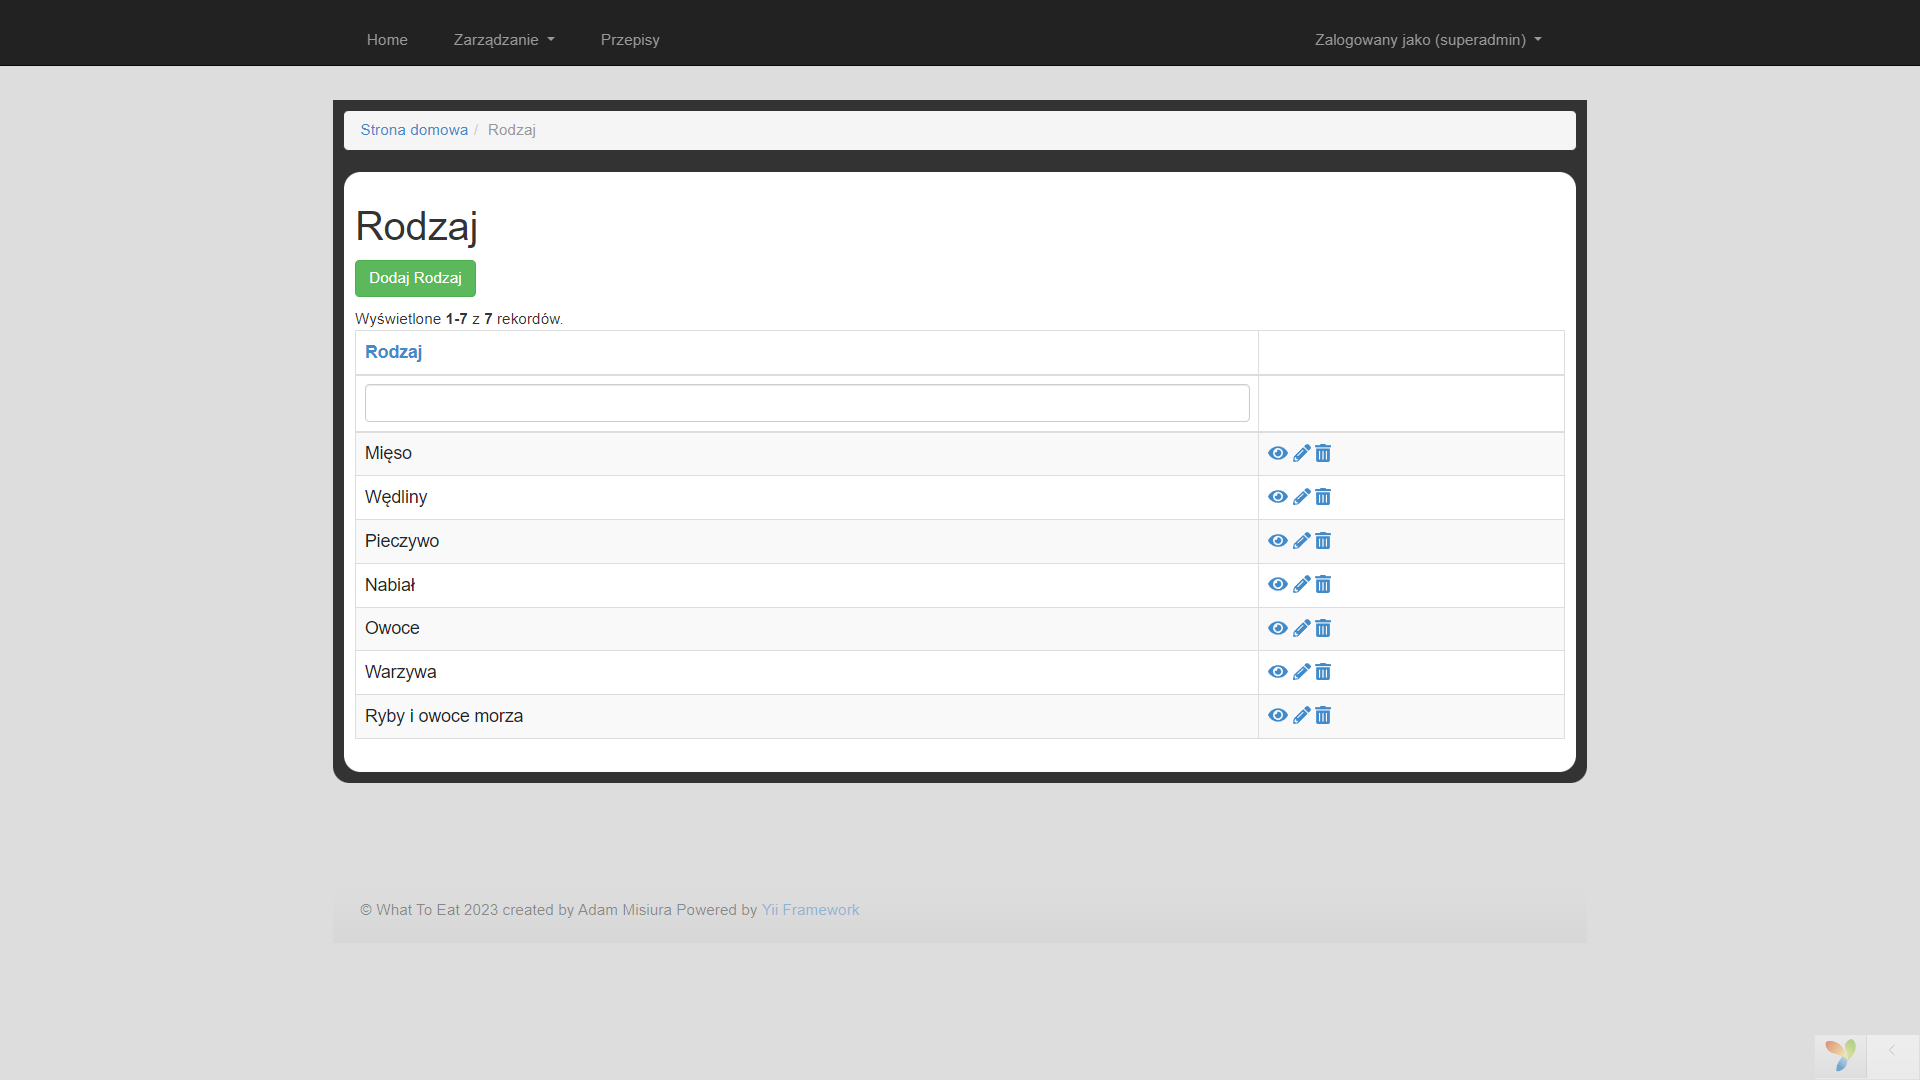 Home Zarządzanie Przepisy Zalogowany jako (superadmin)
Strona domowa / Rodzaj
Rodzaj
Dodaj Rodzaj
Wyświetlone 1-7 z 7 rekordów.
Rodzaj
Mięso
Wędliny
Pieczywo
Nabiał
Owoce
Warzywa
Ryby i owoce morza
© What To Eat 2023 created by Adam Misiura Powered by Yii Framework